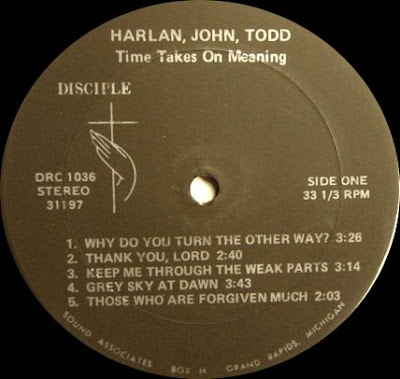 HARLAN, JOHN, TODD
Time Takes On Meaning
DISCIPLE
DRC 1036
STEREO
31197
SIDE ONE
33 1/3 RPM
1. WHY DO YOU TURN THE OTHER WAY? 3:26
2. THANK YOU, LORD 2:40
3. KEEP ME THROUGH THE WEAK PARTS 3:14
4. GREY SKY AT DAWN 3:43
5. THOSE WHO ARE FORGIVEN MUCH 2:03
SOUND ASSOCIATES BOX GRAND RAPIDS, MICHIGAN